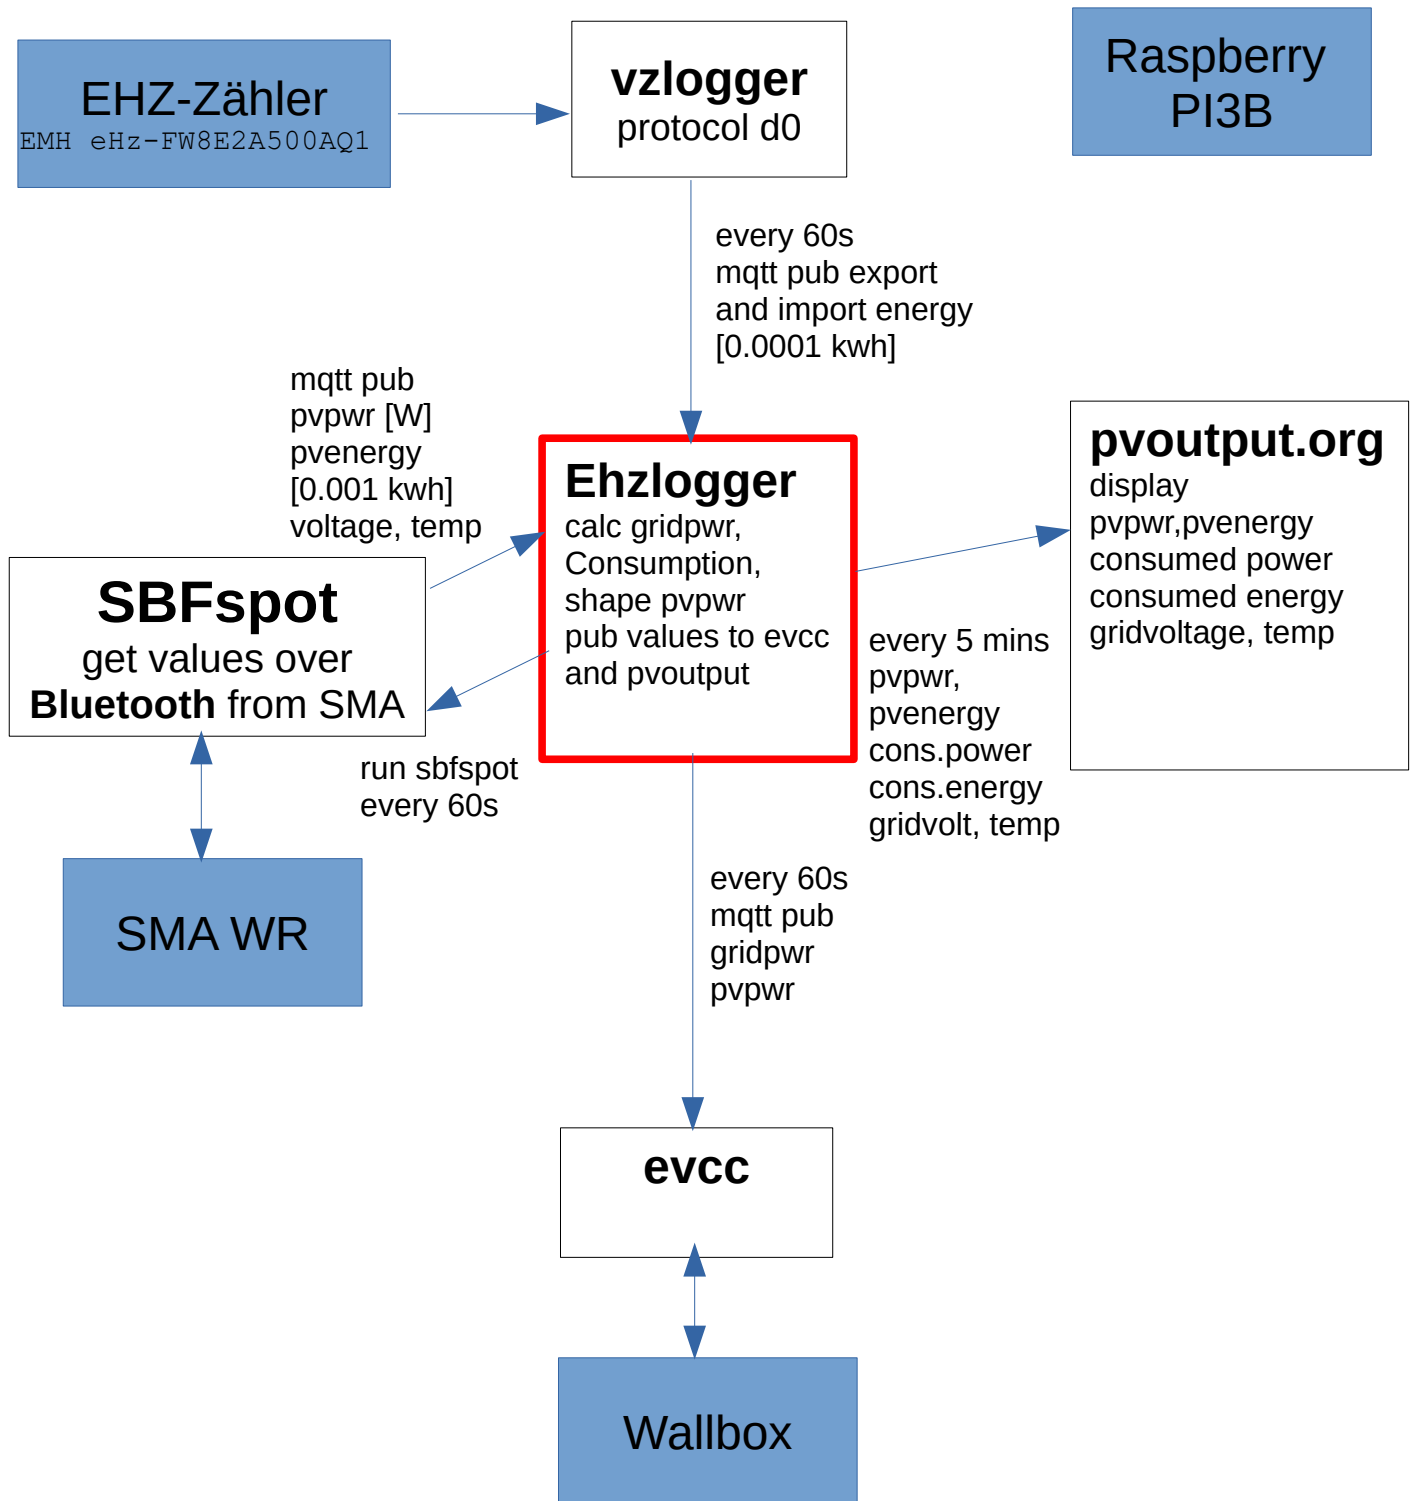 EHZ-Zähler
EMH eHz-FW8E2A500AQ1
vzlogger
protocol d0
Raspberry
PI3B
every 60s
mqtt pub export
and import energy
[0.0001 kwh]
mqtt pub
pvpwr [W]
pvenergy
[0.001 kwh]
voltage, temp
Ehzlogger
calc gridpwr,
Consumption,
shape pvpwr
pub values to evcc
and pvoutput
pvoutput.org
display
pvpwr,pvenergy
consumed power
consumed energy
gridvoltage, temp
SBFspot
get values over
Bluetooth from SMA
every 5 mins
pvpwr,
pvenergy
cons.power
cons.energy
gridvolt, temp
run sbfspot
every 60s
SMA WR
every 60s
mqtt pub
gridpwr
pvpwr
evcc
Wallbox